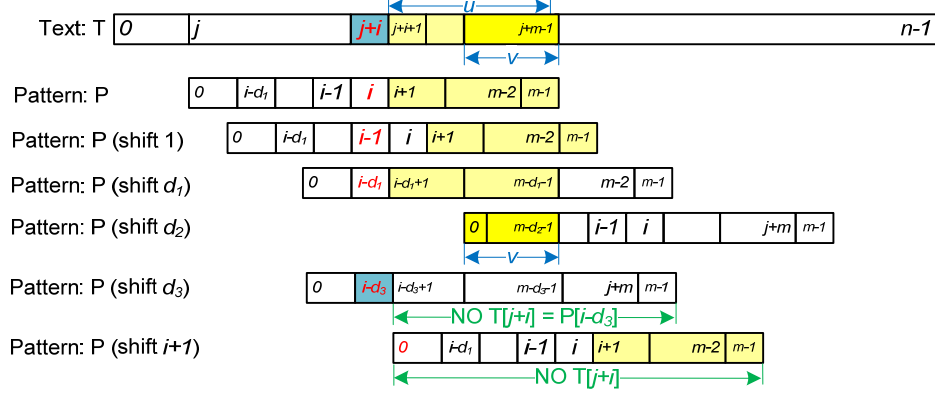 u
Text: T 0 j j+i j+i+1 j+m-1 n-1
v
Pattern: P 0 i-d₁ i-1 i i+1 m-2 m-1
Pattern: P (shift 1) 0 i-d₁ i-1 i i+1 m-2 m-1
Pattern: P (shift d₁) 0 i-d₁ i-d₁+1 m-d₁-1 m-2 m-1
Pattern: P (shift d₂) 0 m-d₂-1 i-1 i j+m m-1
v
Pattern: P (shift d₃) 0 i-d₃ i-d₃+1 m-d₃-1 j+m m-1
NO T[j+i] = P[i-d₃]
Pattern: P (shift i+1) 0 i-d₁ i-1 i i+1 m-2 m-1
NO T[j+i]